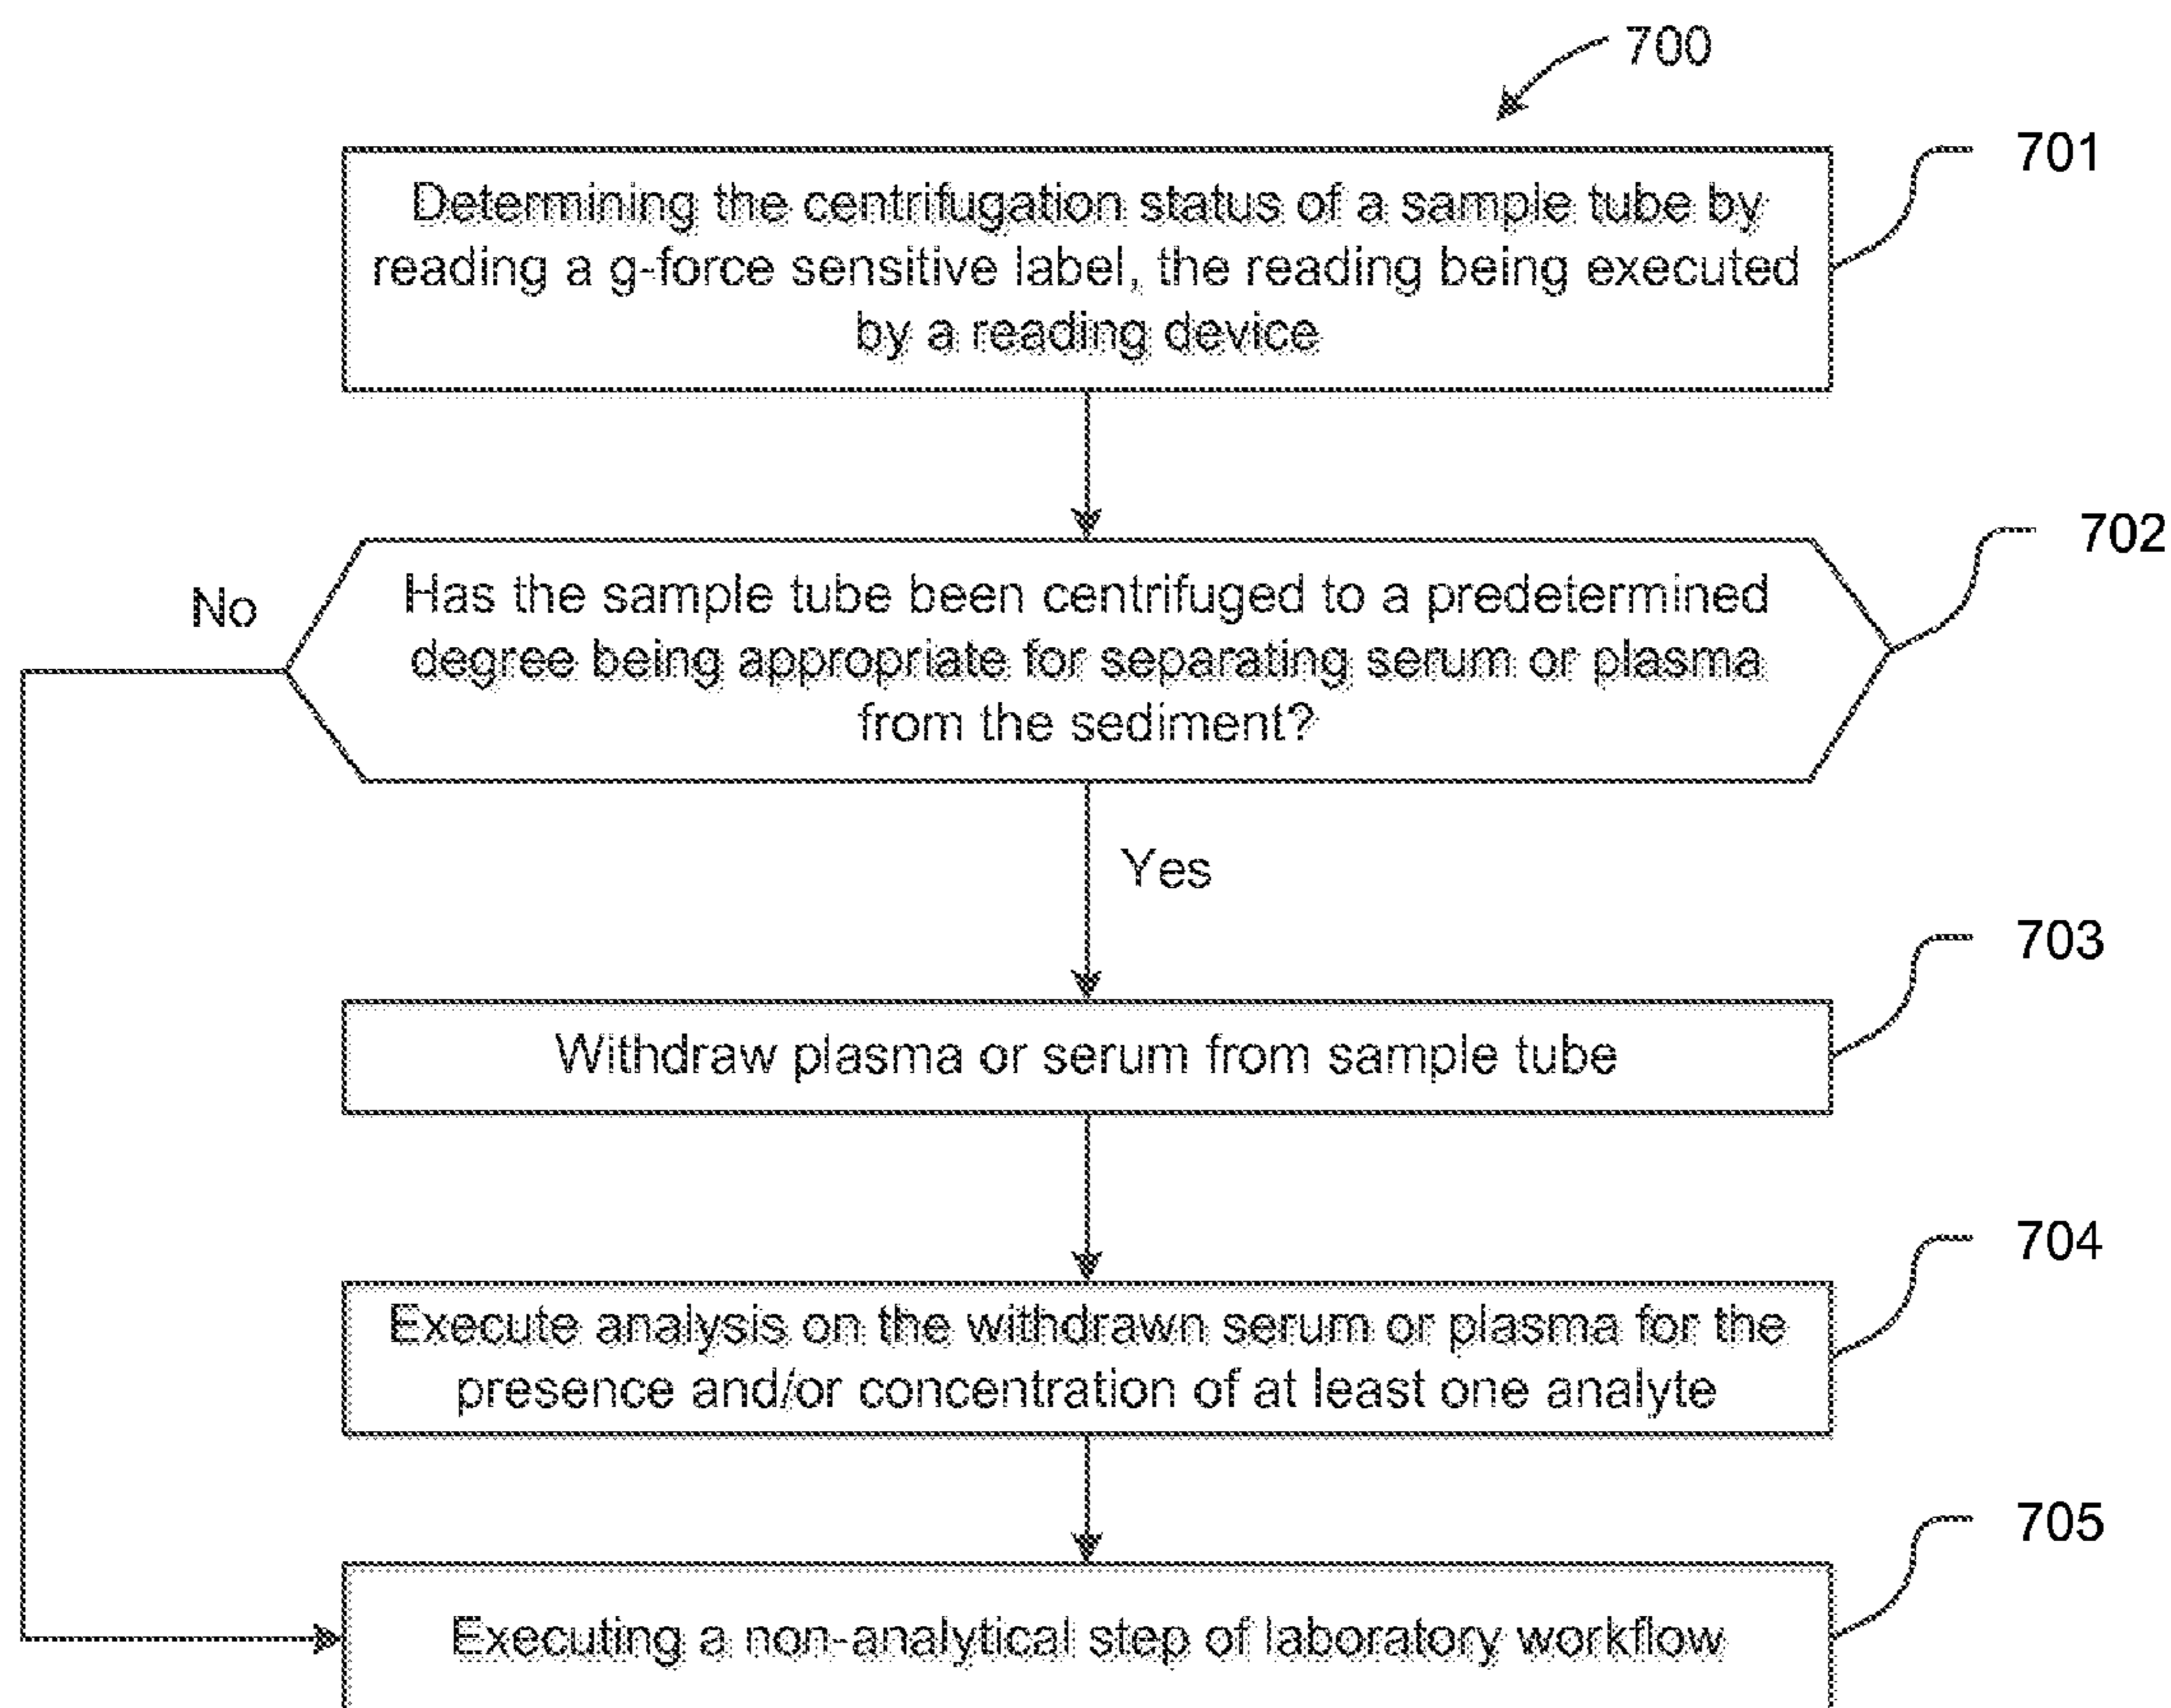 700
701
Determining the centrifugation status of a sample tube by
reading a g-force sensitive label, the reading being executed
by a reading device
702
No
Has the sample tube been centrifuged to a predetermined
degree being appropriate for separating serum or plasma
from the sediment?
Yes
703
Withdraw plasma or serum from sample tube
704
Execute analysis on the withdrawn serum or plasma for the
presence and/or concentration of at least one analyte
705
Executing a non-analytical step of laboratory workflow